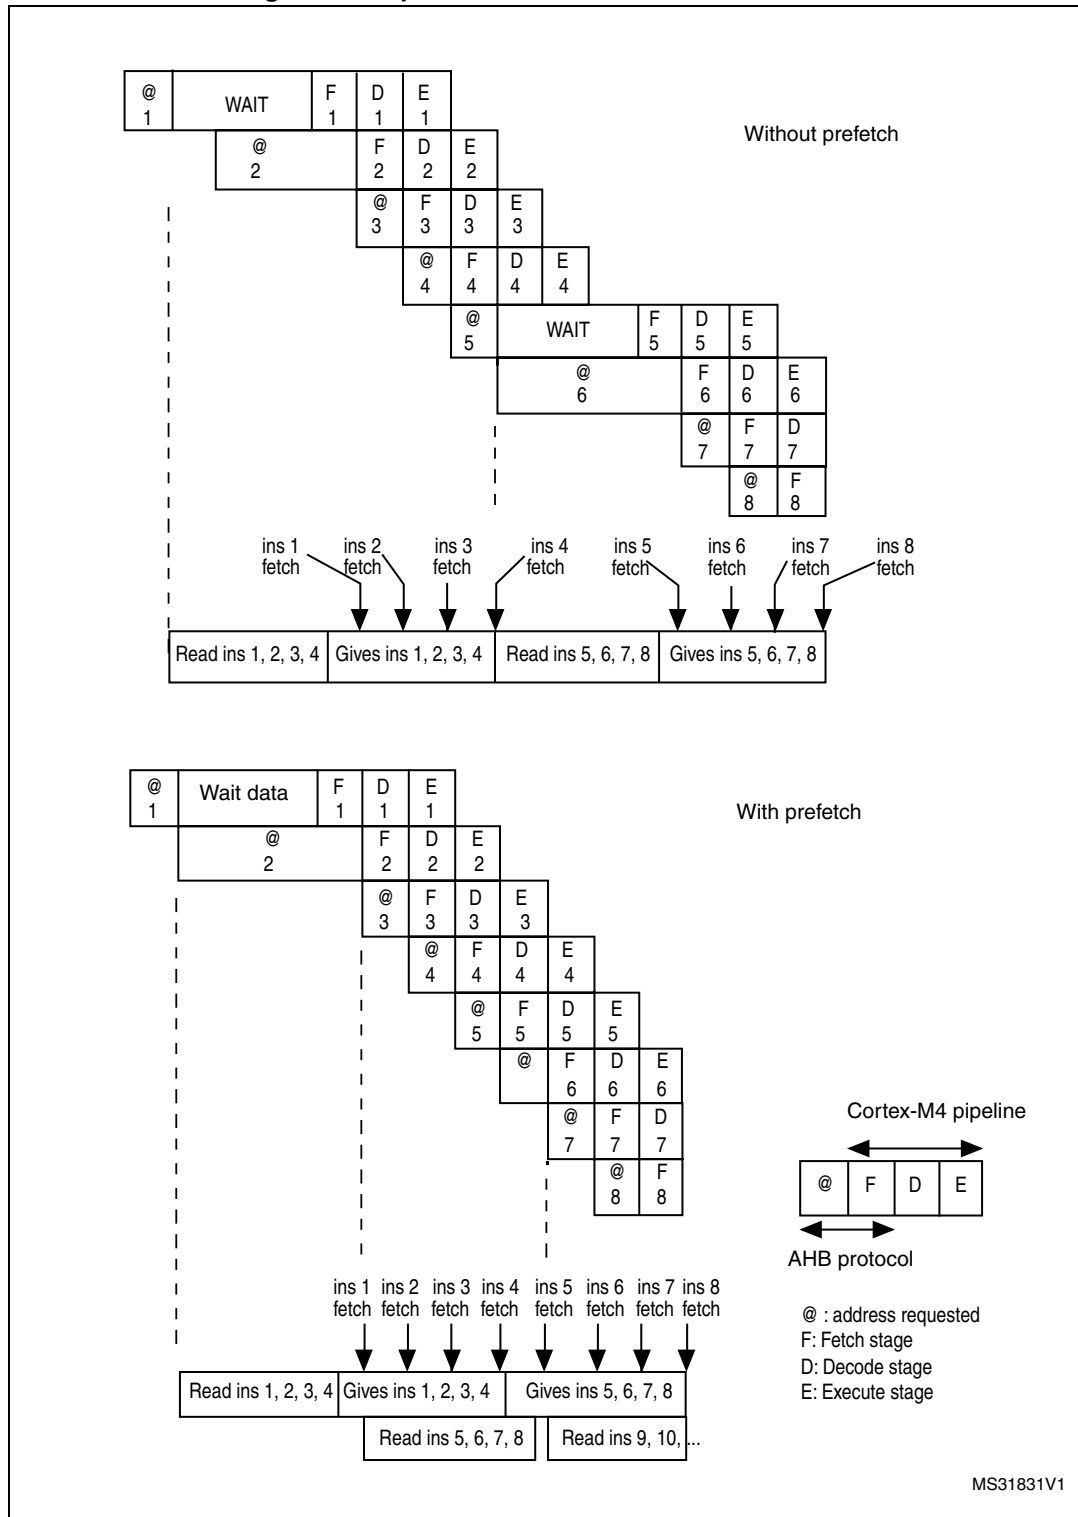 @ F D E
1 WAIT 1 1 1
Without prefetch
@ F D E
2 2 2 2
@ F D E
3 3 3 3
@ F D E
4 4 4 4
@ WAIT F D E
5 5 5 5
@ F D E
6 6 6 6
@ F D
7 7 7
@ F
8 8
ins 1 ins 2 ins 3 ins 4 ins 5 ins 6 ins 7 ins 8
fetch fetch fetch fetch fetch fetch fetch fetch
Read ins 1, 2, 3, 4 Gives ins 1, 2, 3, 4 Read ins 5, 6, 7, 8 Gives ins 5, 6, 7, 8
@ Wait data F D E
1 1 1 1
With prefetch
@ F D E
2 2 2 2
@ F D E
3 3 3 3
@ F D E
4 4 4 4
@ F D E
5 5 5 5
@ F D E
6 6 6
@ F D
7 7 7
@ F
8 8
Cortex-M4 pipeline
@ F D E
AHB protocol
ins 1 ins 2 ins 3 ins 4 ins 5 ins 6 ins 7 ins 8
fetch fetch fetch fetch fetch fetch fetch fetch
@ : address requested
F: Fetch stage
D: Decode stage
E: Execute stage
Read ins 1, 2, 3, 4 Gives ins 1, 2, 3, 4 Gives ins 5, 6, 7, 8
Read ins 5, 6, 7, 8 Read ins 9, 10, ...
MS31831V1